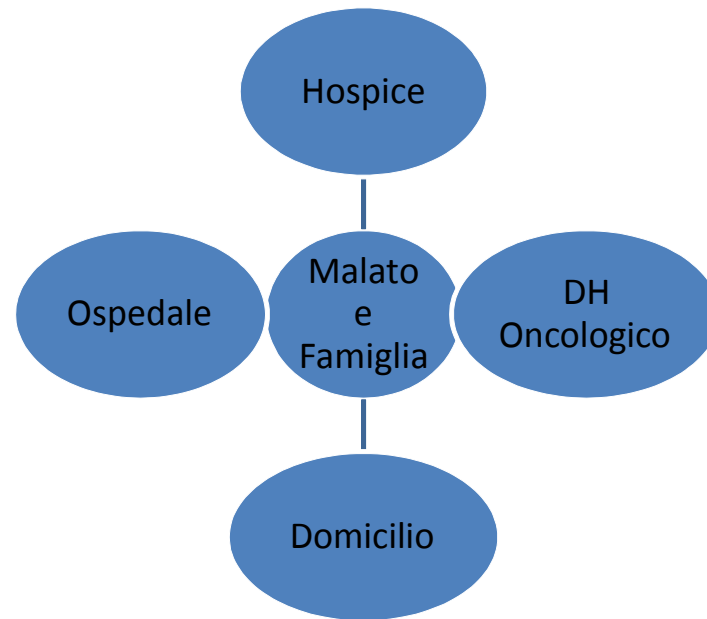 Hospice
Ospedale
Malato
e
Famiglia
DH
Oncologico
Domicilio